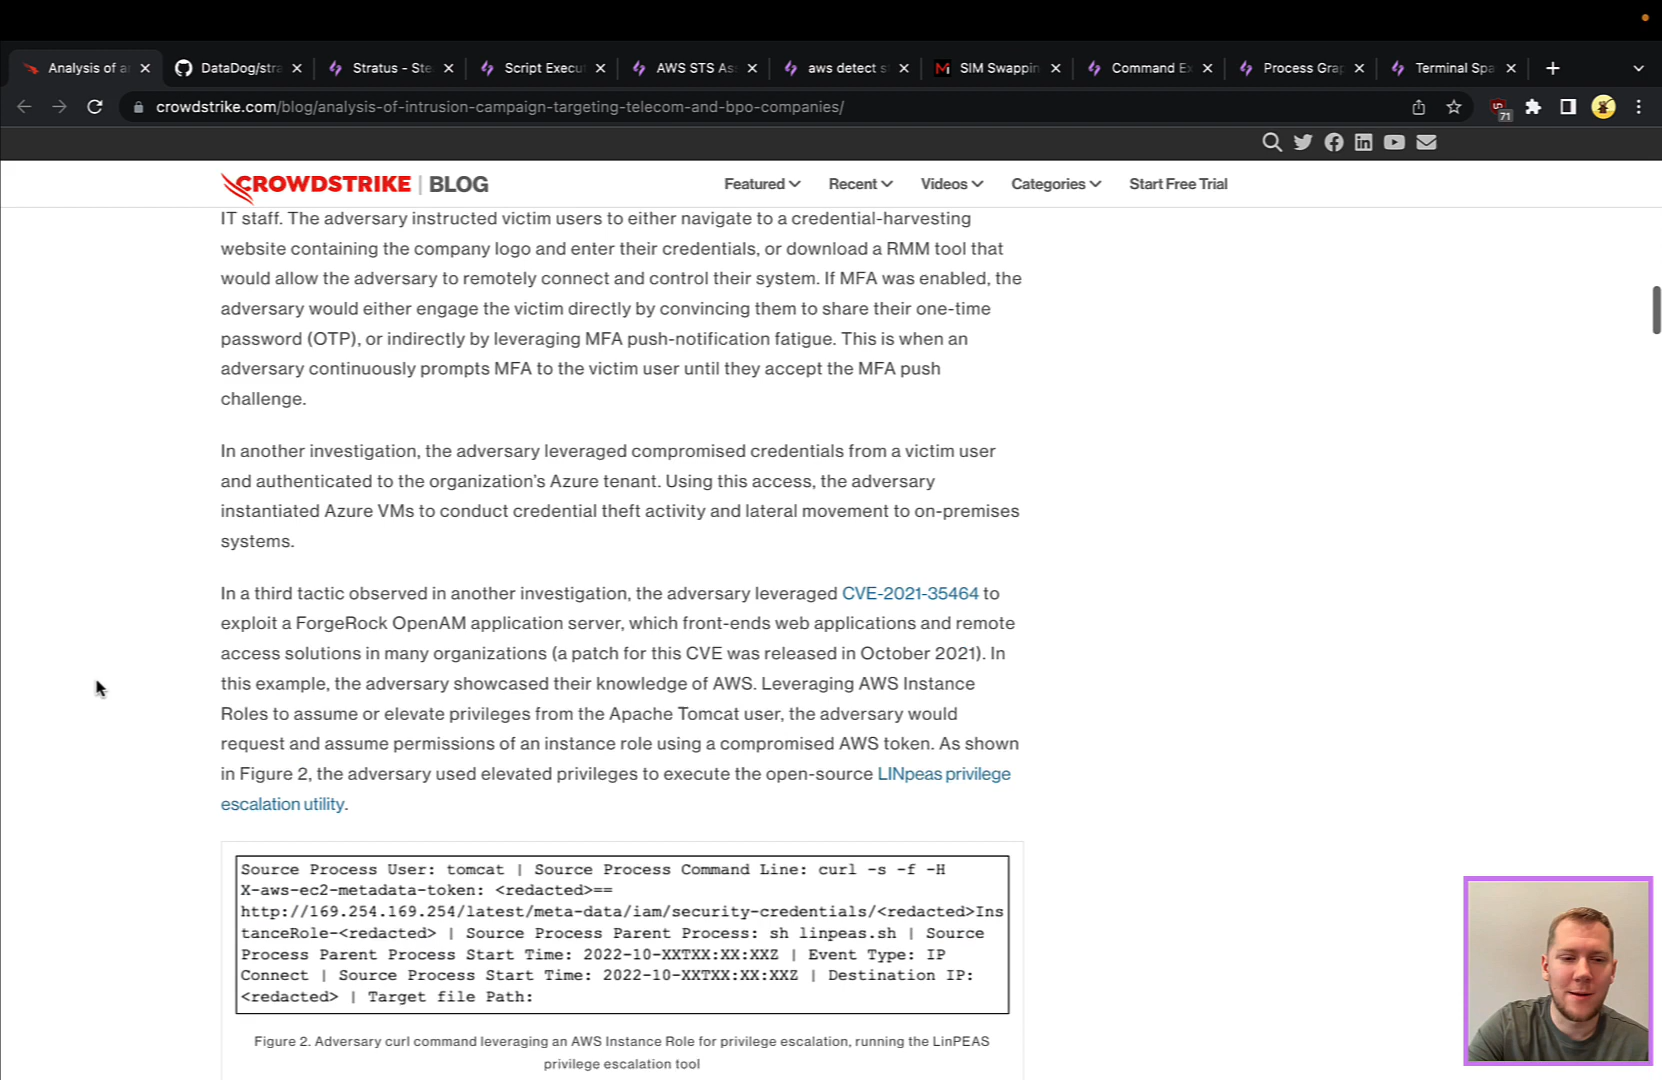 Analysis of a
DataDog/stra
Stratus - Ste
Script Execu
AWS STS As
aws detect s
SIM Swappin
Command Ex
Process Gra
Terminal Spa
crowdstrike.com/blog/analysis-of-intrusion-campaign-targeting-telecom-and-bpo-companies/
71
CROWDSTRIKE | BLOG
Featured
Recent
Videos
Categories
Start Free Trial
IT staff. The adversary instructed victim users to either navigate to a credential-harvesting
website containing the company logo and enter their credentials, or download a RMM tool that
would allow the adversary to remotely connect and control their system. If MFA was enabled, the
adversary would either engage the victim directly by convincing them to share their one-time
password (OTP), or indirectly by leveraging MFA push-notification fatigue. This is when an
adversary continuously prompts MFA to the victim user until they accept the MFA push
challenge.
In another investigation, the adversary leveraged compromised credentials from a victim user
and authenticated to the organization's Azure tenant. Using this access, the adversary
instantiated Azure VMs to conduct credential theft activity and lateral movement to on-premises
systems.
In a third tactic observed in another investigation, the adversary leveraged CVE-2021-35464 to
exploit a ForgeRock OpenAM application server, which front-ends web applications and remote
access solutions in many organizations (a patch for this CVE was released in October 2021). In
this example, the adversary showcased their knowledge of AWS. Leveraging AWS Instance
Roles to assume or elevate privileges from the Apache Tomcat user, the adversary would
request and assume permissions of an instance role using a compromised AWS token. As shown
in Figure 2, the adversary used elevated privileges to execute the open-source LINpeas privilege
escalation utility.
Source Process User: tomcat | Source Process Command Line: curl -s -f -H
X-aws-ec2-metadata-token: <redacted>==
http://169.254.169.254/latest/meta-data/iam/security-credentials/<redacted>Ins
tanceRole-<redacted> | Source Process Parent Process: sh linpeas.sh | Source
Process Parent Process Start Time: 2022-10-XXTXX:XX:XXZ | Event Type: IP
Connect | Source Process Start Time: 2022-10-XXTXX:XX:XXZ | Destination IP:
<redacted> | Target file Path:
Figure 2. Adversary curl command leveraging an AWS Instance Role for privilege escalation, running the LinPEAS
privilege escalation tool